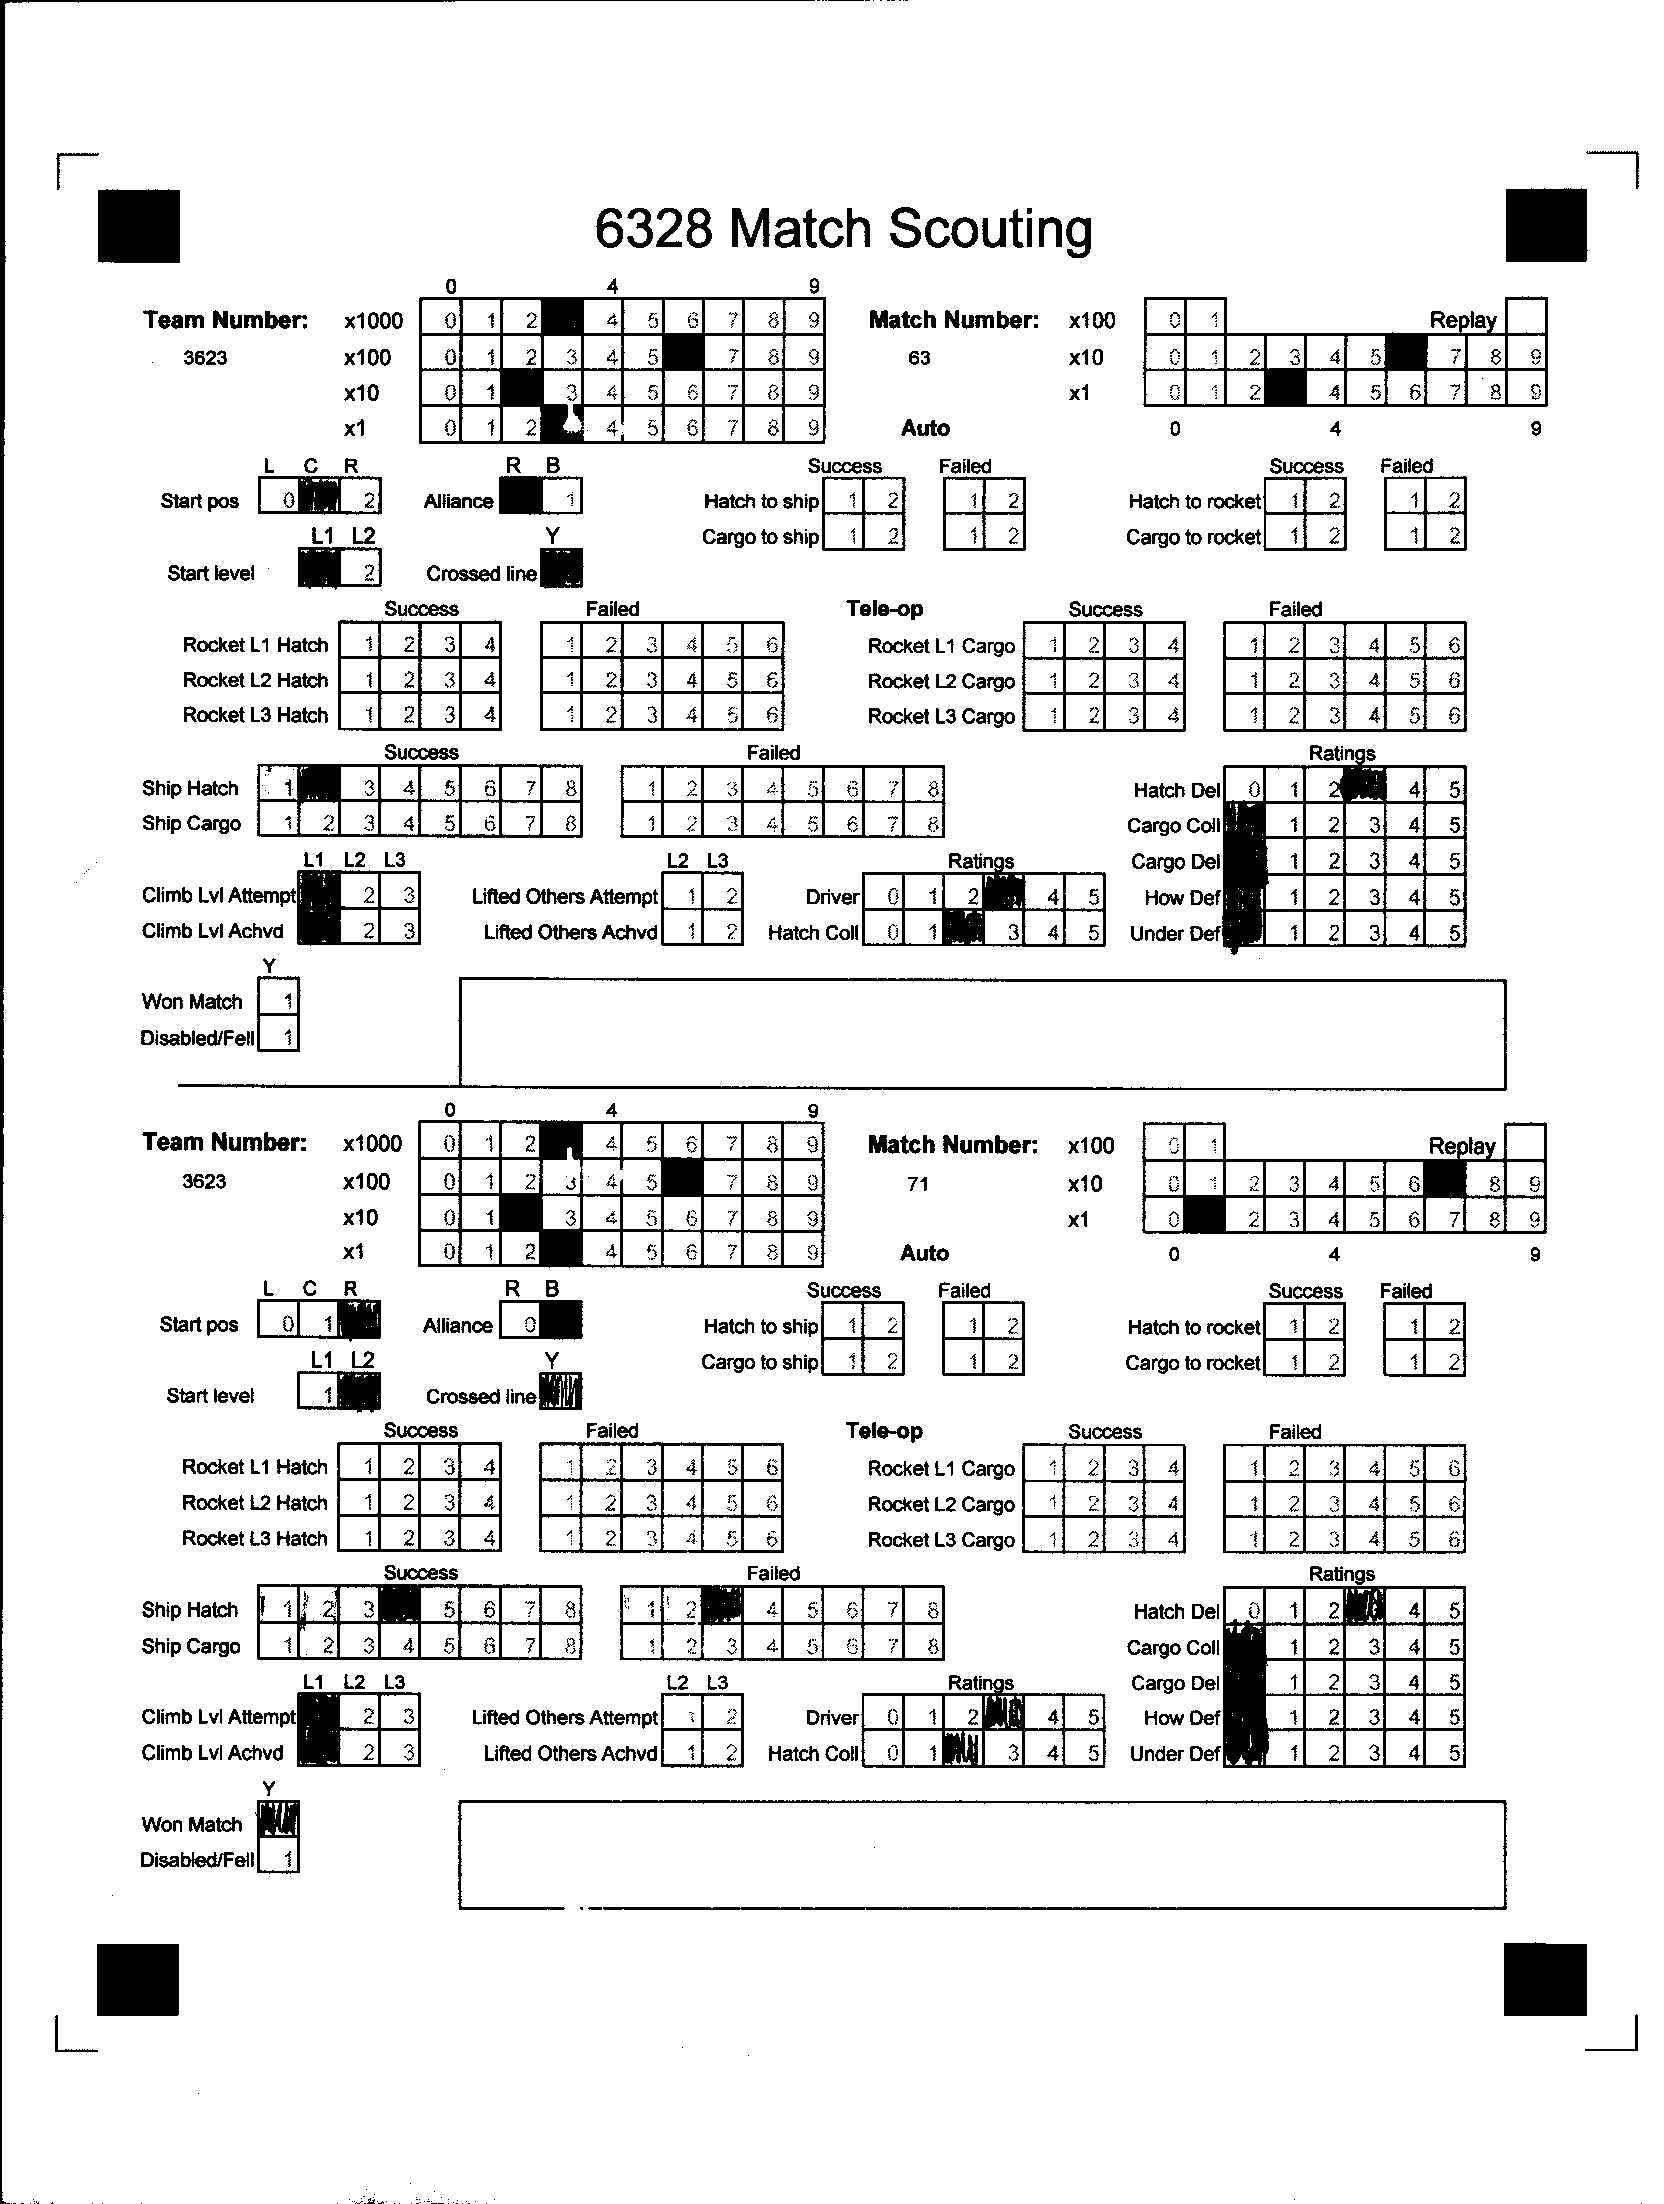 6328 Match Scouting
0 4 9
Team Number: x1000 0 1 2 4 5 6 7 8 9 Match Number: x100 0 1 Replay
3623 x100 0 1 2 3 4 5 7 8 9 63 x10 0 1 2 3 4 5 7 8 9
x10 0 1 3 4 5 6 7 8 9 x1 0 1 2 4 5 6 7 8 9
x1 0 1 2 4 5 6 7 8 9 Auto 0 4 9
L C R R B Success Failed Success Failed
Start pos 0 2 Alliance 1 Hatch to ship 1 2 1 2 Hatch to rocket 1 2 1 2
L1 L2 Y Cargo to ship 1 2 1 2 Cargo to rocket 1 2 1 2
Start level 2 Crossed line
Success Failed Tele-op Success Failed
Rocket L1 Hatch 1 2 3 4 1 2 3 4 5 6 Rocket L1 Cargo 1 2 3 4 1 2 3 4 5 6
Rocket L2 Hatch 1 2 3 4 1 2 3 4 5 6 Rocket L2 Cargo 1 2 3 4 1 2 3 4 5 6
Rocket L3 Hatch 1 2 3 4 1 2 3 4 5 6 Rocket L3 Cargo 1 2 3 4 1 2 3 4 5 6
Success Failed Ratings
Ship Hatch 1 3 4 5 6 7 8 1 2 3 4 5 6 7 8 Hatch Del 0 1 2 4 5
Ship Cargo 1 2 3 4 5 6 7 8 1 2 3 4 5 6 7 8 Cargo Coll 1 2 3 4 5
L1 L2 L3 L2 L3 Ratings Cargo Del 1 2 3 4 5
Climb Lvl Attempt 2 3 Lifted Others Attempt 1 2 Driver 0 1 2 4 5 How Def 1 2 3 4 5
Climb Lvl Achvd 2 3 Lifted Others Achvd 1 2 Hatch Coll 0 1 3 4 5 Under Def 1 2 3 4 5
Y
Won Match 1
Disabled/Fell 1
0 4 9
Team Number: x1000 0 1 2 4 5 6 7 8 9 Match Number: x100 0 1 Replay
3623 x100 0 1 2 3 4 5 7 8 9 71 x10 0 1 2 3 4 5 6 8 9
x10 0 1 3 4 5 6 7 8 9 x1 0 2 3 4 5 6 7 8 9
x1 0 1 2 4 5 6 7 8 9 Auto 0 4 9
L C R R B Success Failed Success Failed
Start pos 0 1 Alliance 0 Hatch to ship 1 2 1 2 Hatch to rocket 1 2 1 2
L1 L2 Y Cargo to ship 1 2 1 2 Cargo to rocket 1 2 1 2
Start level 1 Crossed line
Success Failed Tele-op Success Failed
Rocket L1 Hatch 1 2 3 4 1 2 3 4 5 6 Rocket L1 Cargo 1 2 3 4 1 2 3 4 5 6
Rocket L2 Hatch 1 2 3 4 1 2 3 4 5 6 Rocket L2 Cargo 1 2 3 4 1 2 3 4 5 6
Rocket L3 Hatch 1 2 3 4 1 2 3 4 5 6 Rocket L3 Cargo 1 2 3 4 1 2 3 4 5 6
Success Failed Ratings
Ship Hatch 1 2 3 5 6 7 8 1 2 4 5 6 7 8 Hatch Del 0 1 2 4 5
Ship Cargo 1 2 3 4 5 6 7 8 1 2 3 4 5 6 7 8 Cargo Coll 1 2 3 4 5
L1 L2 L3 L2 L3 Ratings Cargo Del 1 2 3 4 5
Climb Lvl Attempt 2 3 Lifted Others Attempt 1 2 Driver 0 1 2 4 5 How Def 1 2 3 4 5
Climb Lvl Achvd 2 3 Lifted Others Achvd 1 2 Hatch Coll 0 1 3 4 5 Under Def 1 2 3 4 5
Y
Won Match
Disabled/Fell 1